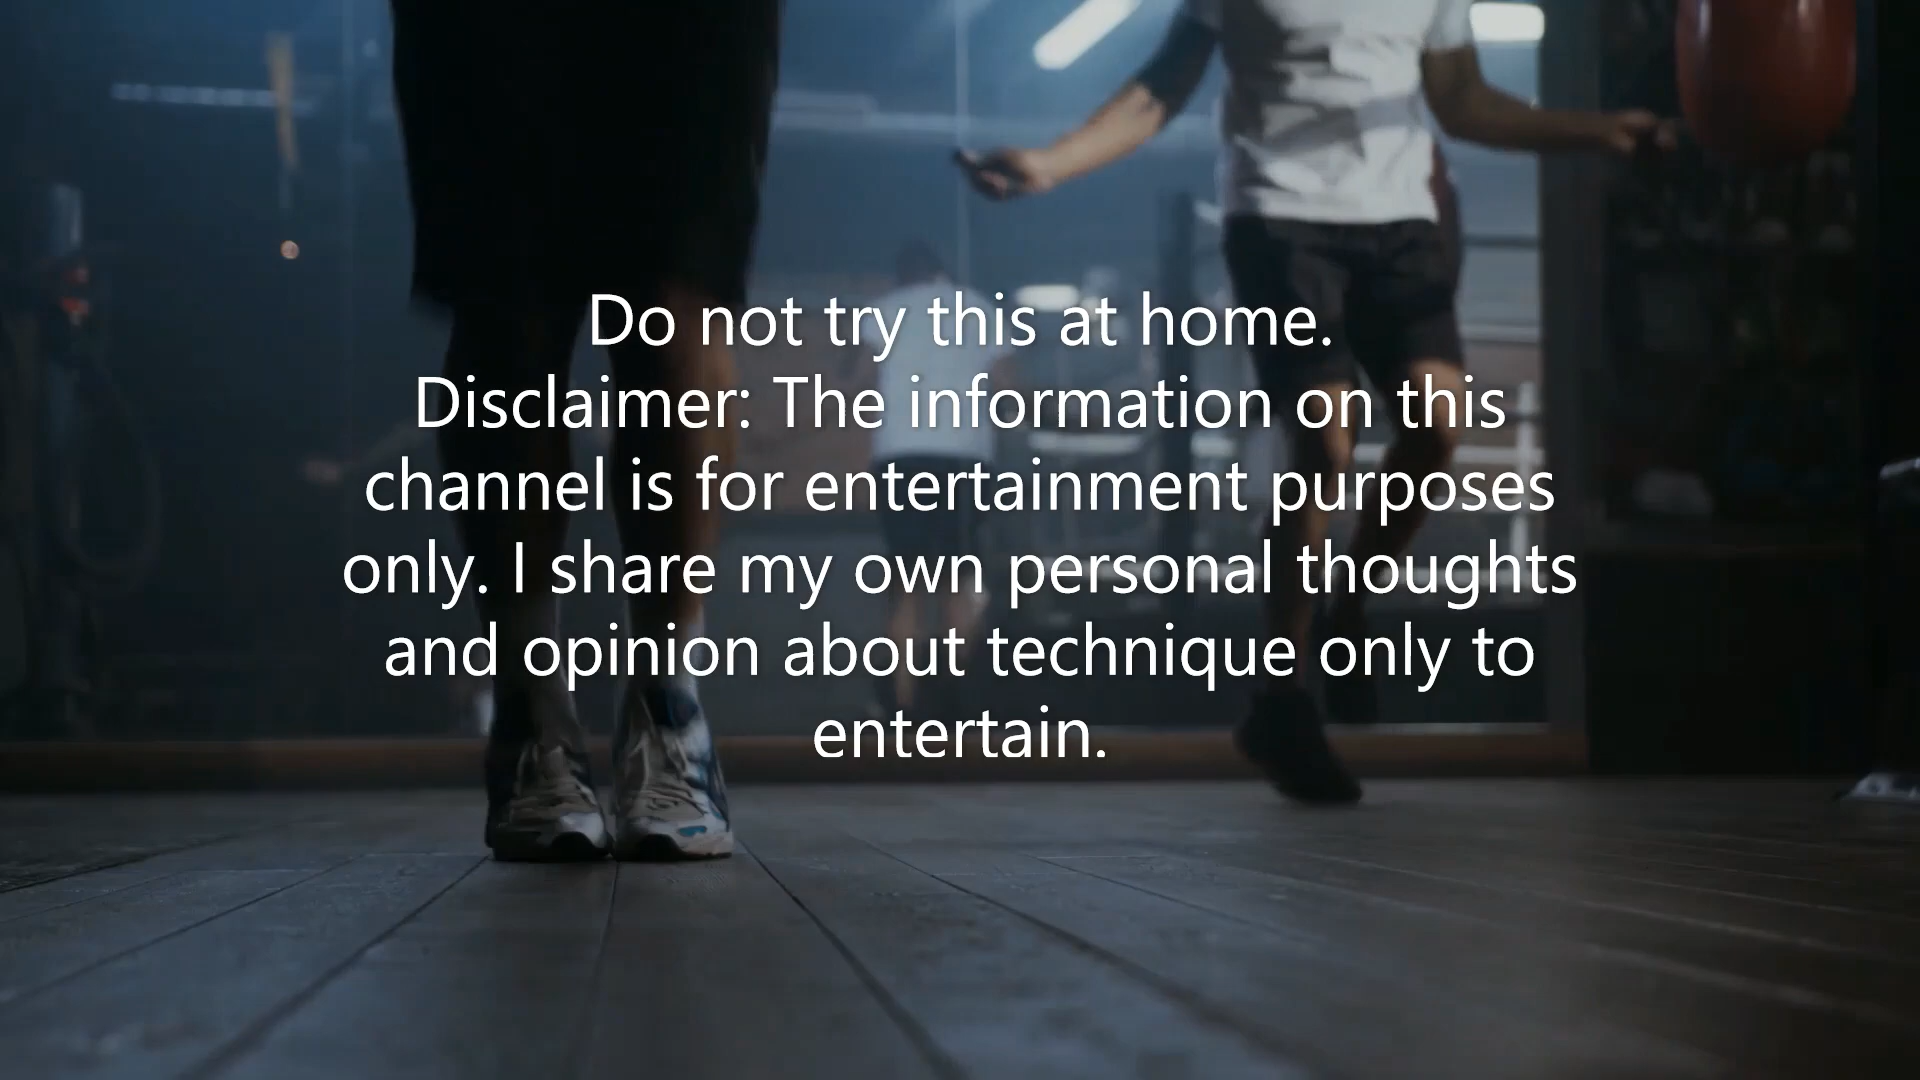 Do not try this at home.
Disclaimer: The information on this
channel is for entertainment purposes
only. I share my own personal thoughts
and opinion about technique only to
entertain.